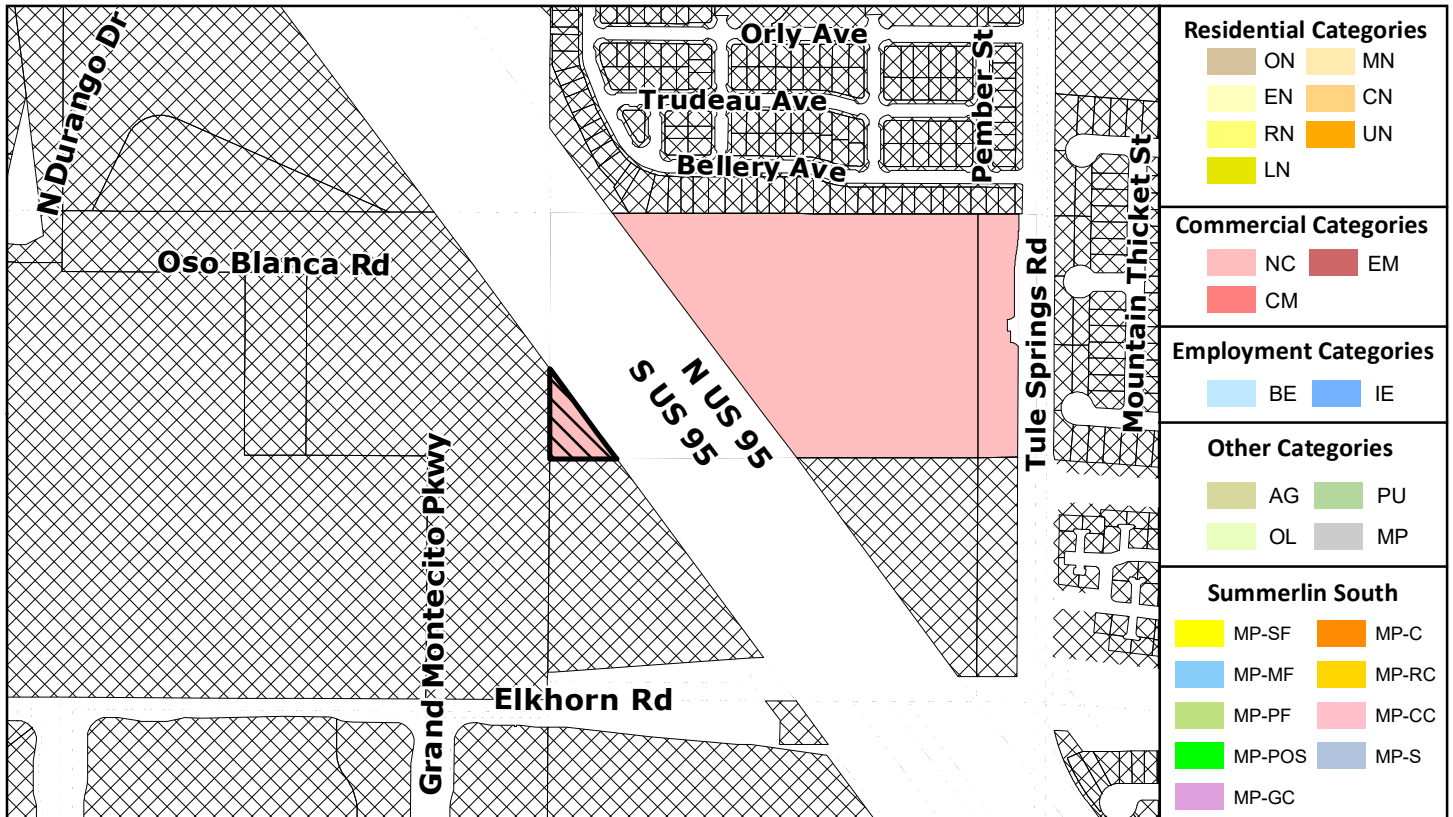 Orly Ave
Trudeau Ave
Bellery Ave
Pember St
N Durango Dr
Oso Blanca Rd
Mountain Thicket St
Tule Springs Rd
N US 95
S US 95
Grand Montecito Pkwy
Elkhorn Rd
Residential Categories
ON MN
EN CN
RN UN
LN
Commercial Categories
NC EM
CM
Employment Categories
BE IE
Other Categories
AG PU
OL MP
Summerlin South
MP-SF MP-C
MP-MF MP-RC
MP-PF MP-CC
MP-POS MP-S
MP-GC